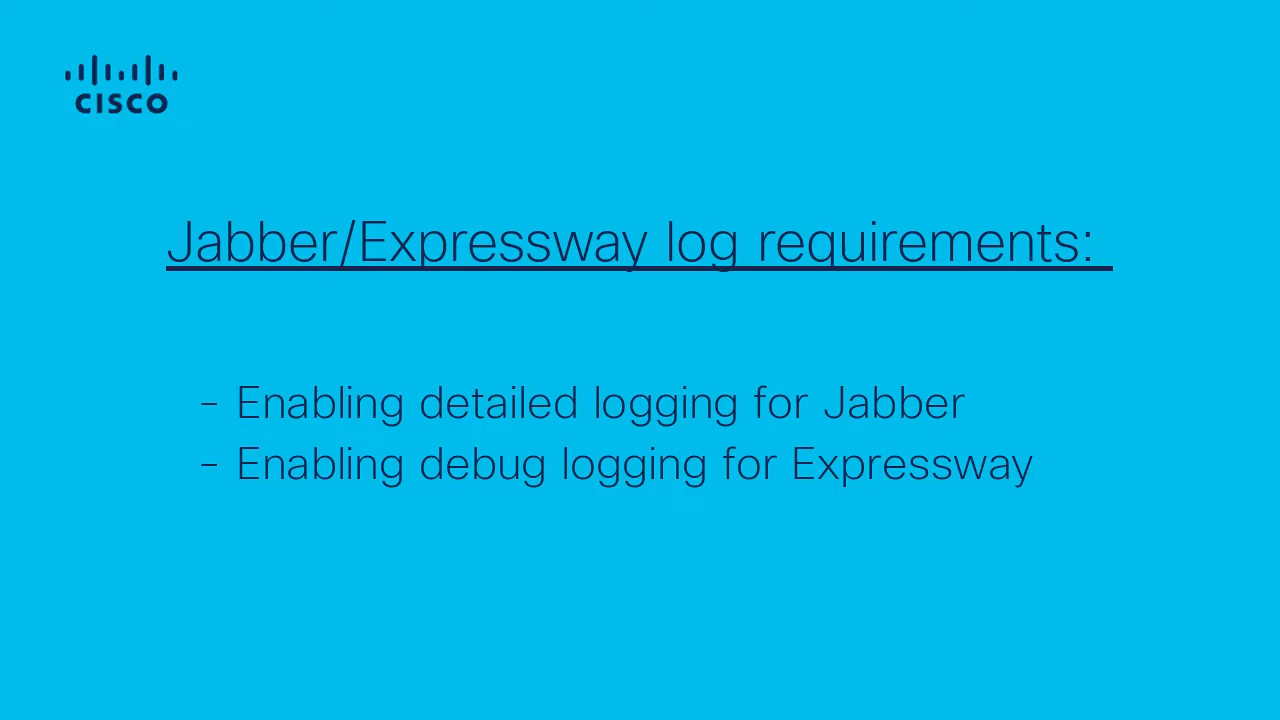 CISCO
Jabber/Expressway log requirements:
- Enabling detailed logging for Jabber
- Enabling debug logging for Expressway